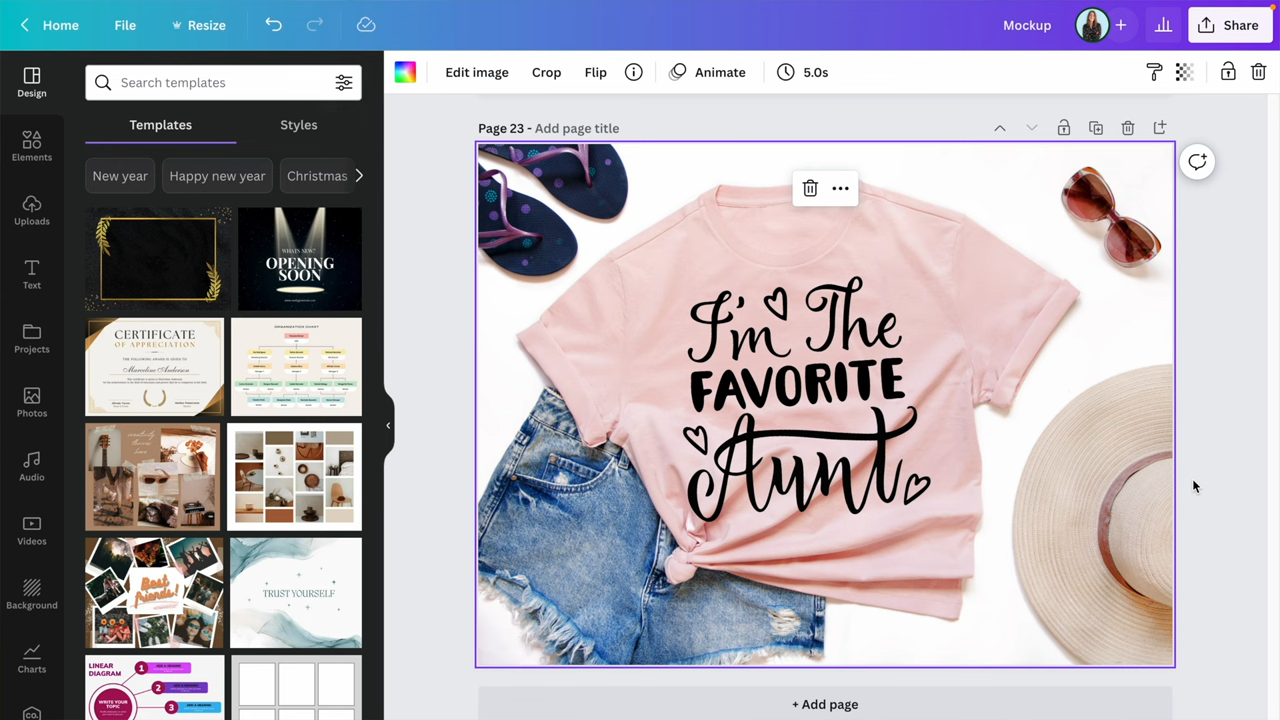 Home
File
Resize
Mockup
Share
Design
Elements
Uploads
Text
Projects
Photos
Audio
Videos
Background
Charts
Search templates
Templates
Styles
New year
Happy new year
Christmas
WHAT'S NEW?
OPENING
SOON
CERTIFICATE
OF APPRECIATION
ORGANIZATION CHART
Best
friends!
TRUST YOURSELF
LINEAR
DIAGRAM
WRITE YOUR
TOPIC
1
2
3
Edit image
Crop
Flip
Animate
5.0s
Page 23 - Add page title
I'm The
FAVORITE
Aunt
+ Add page